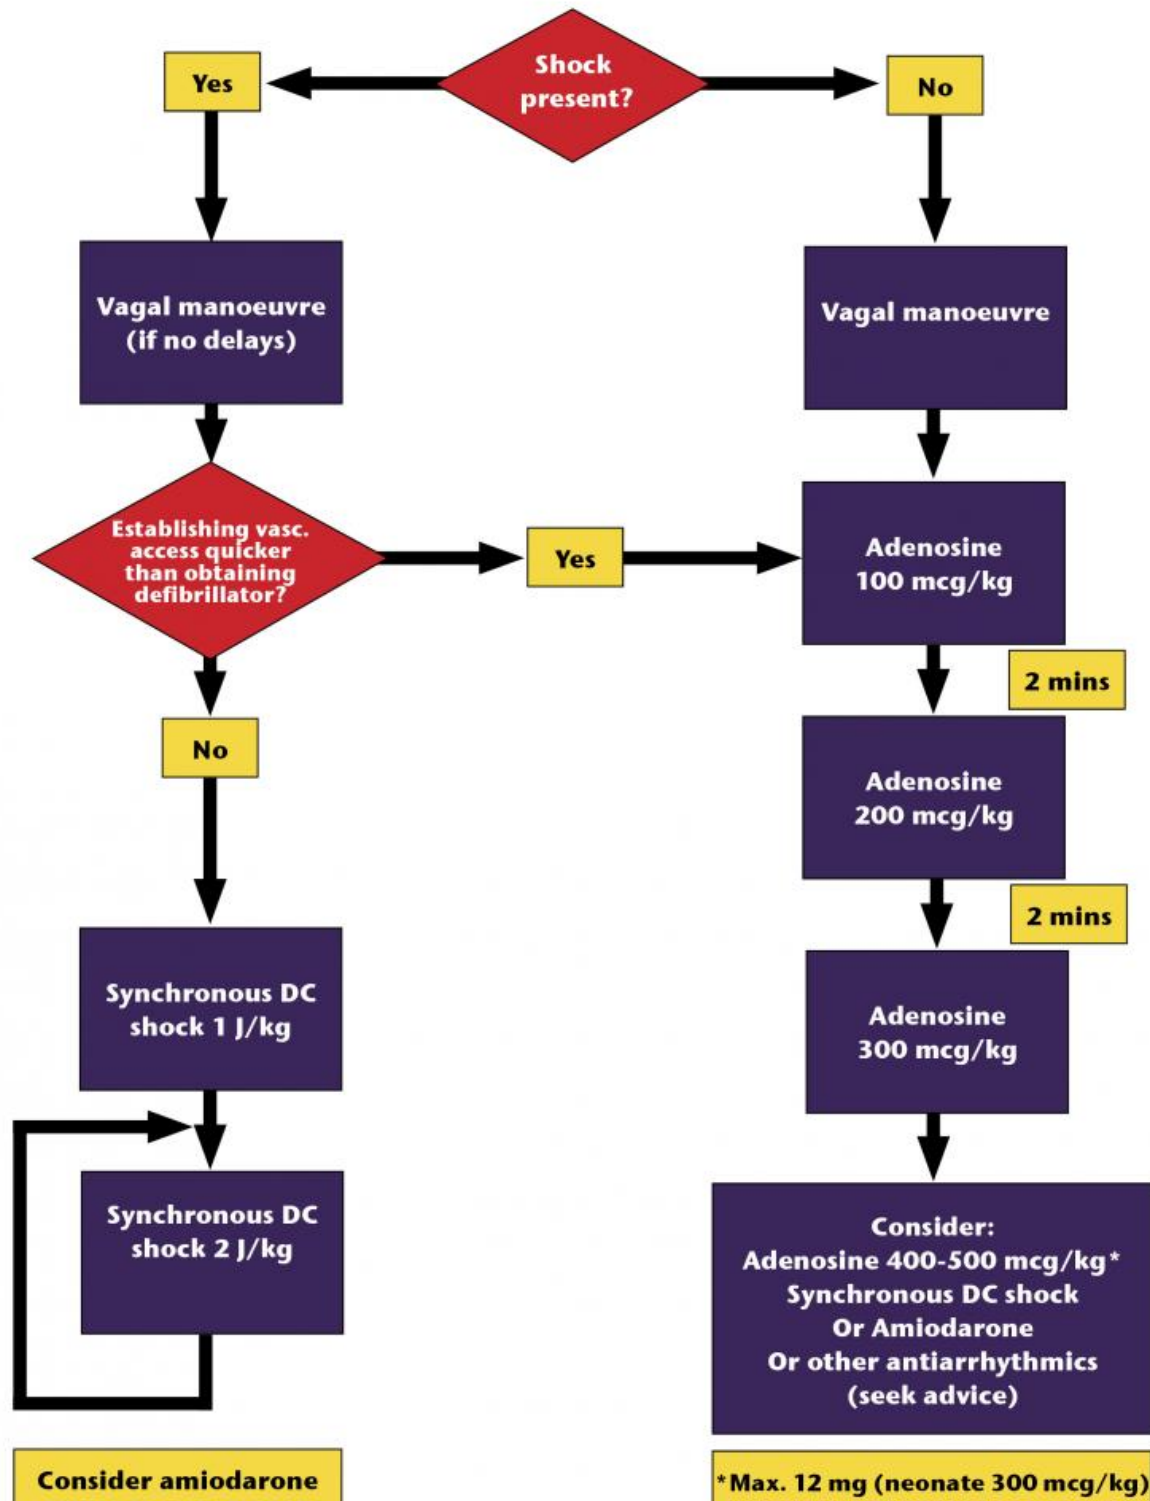 Shock
present?
Yes
No
Vagal manoeuvre
(if no delays)
Vagal manoeuvre
Establishing vasc.
access quicker
than obtaining
defibrillator?
Yes
Adenosine
100 mcg/kg
2 mins
No
Adenosine
200 mcg/kg
2 mins
Synchronous DC
shock 1 J/kg
Adenosine
300 mcg/kg
Synchronous DC
shock 2 J/kg
Consider:
Adenosine 400-500 mcg/kg*
Synchronous DC shock
Or Amiodarone
Or other antiarrhythmics
(seek advice)
Consider amiodarone
*Max. 12 mg (neonate 300 mcg/kg)